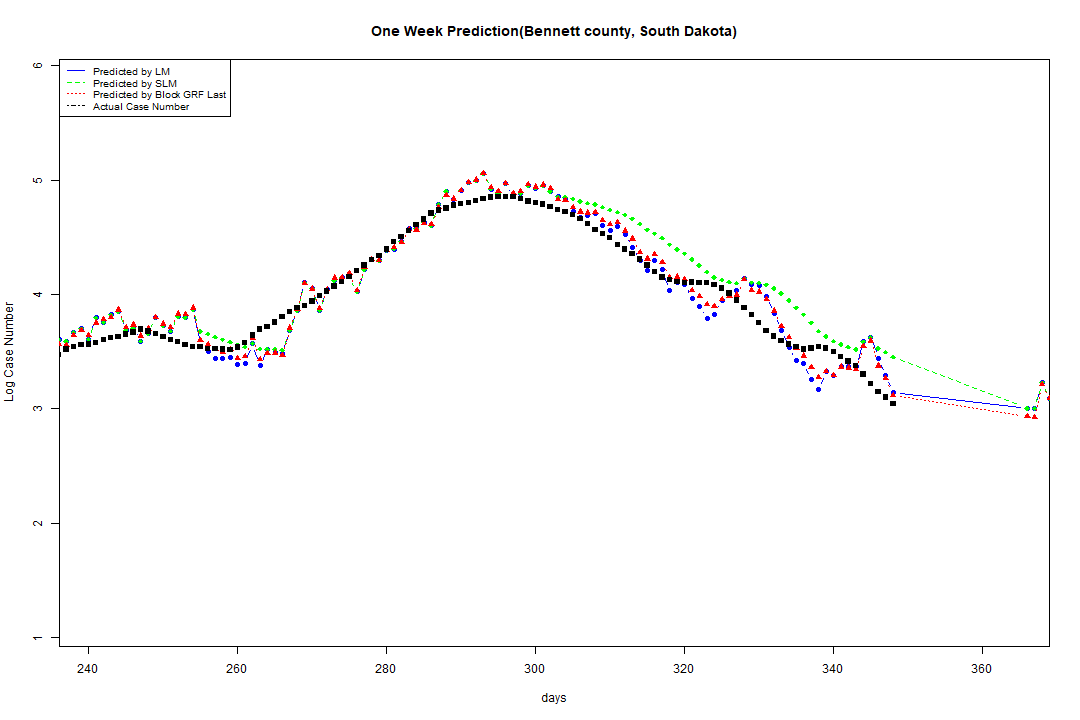 One Week Prediction(Bennett county, South Dakota)
6
Predicted by LM
Predicted by SLM
Predicted by Block GRF Last
Actual Case Number
5
4
3
2
1
Log Case Number
240 260 280 300 320 340 360
days